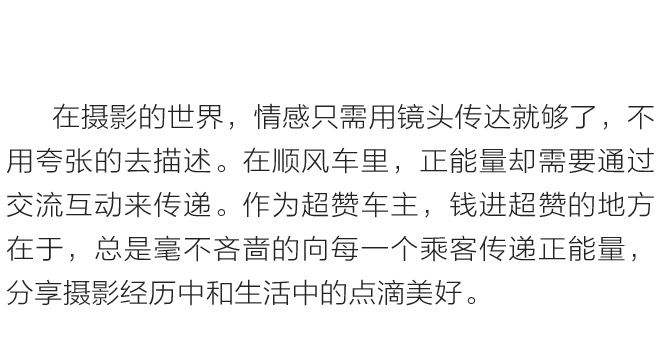 在摄影的世界，情感只需用镜头传达就够了，不
用夸张的去描述。在顺风车里，正能量却需要通过
交流互动来传递。作为超赞车主，钱进超赞的地方
在于，总是毫不吝啬的向每一个乘客传递正能量，
分享摄影经历中和生活中的点滴美好。